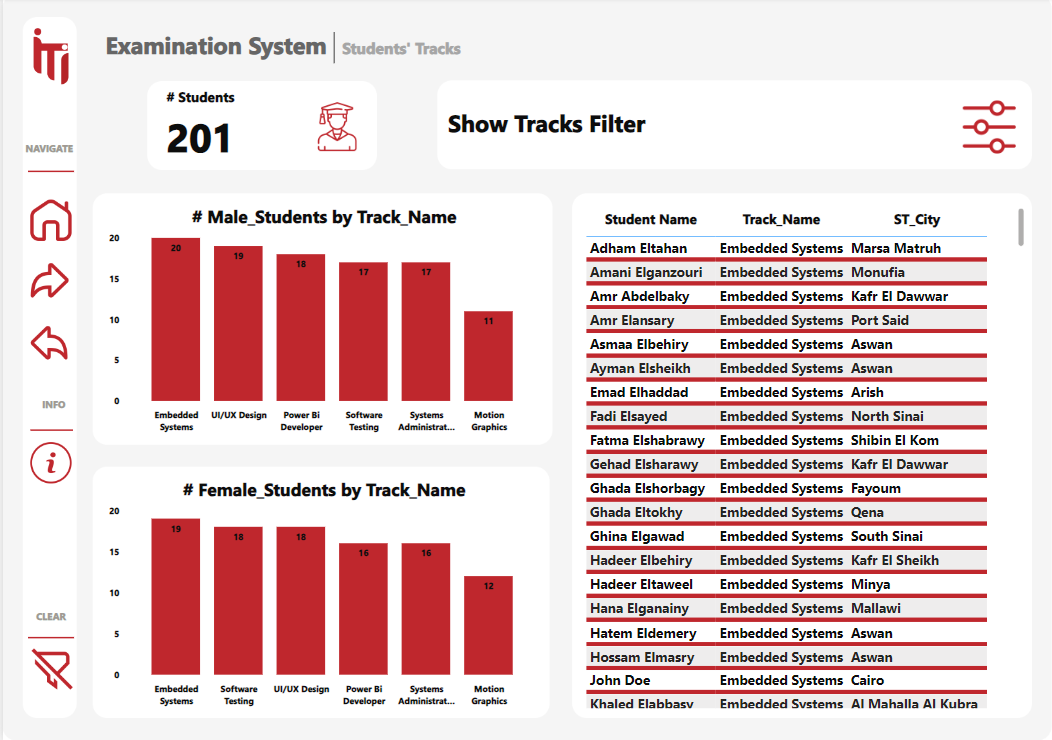 iTi
Examination System | Students' Tracks
NAVIGATE
INFO
i
CLEAR
# Students
201
Show Tracks Filter
# Male_Students by Track_Name
20
15
10
5
0
20
19
18
17
17
11
Embedded Systems
UI/UX Design
Power Bi Developer
Software Testing
Systems Administrat...
Motion Graphics
# Female_Students by Track_Name
20
15
10
5
0
19
18
18
16
16
12
Embedded Systems
Software Testing
UI/UX Design
Power Bi Developer
Systems Administrat...
Motion Graphics
Student Name Track_Name ST_City
Adham Eltahan Embedded Systems Marsa Matruh
Amani Elganzouri Embedded Systems Monufia
Amr Abdelbaky Embedded Systems Kafr El Dawwar
Amr Elansary Embedded Systems Port Said
Asmaa Elbehiry Embedded Systems Aswan
Ayman Elsheikh Embedded Systems Aswan
Emad Elhaddad Embedded Systems Arish
Fadi Elsayed Embedded Systems North Sinai
Fatma Elshabrawy Embedded Systems Shibin El Kom
Gehad Elsharawy Embedded Systems Kafr El Dawwar
Ghada Elshorbagy Embedded Systems Fayoum
Ghada Eltokhy Embedded Systems Qena
Ghina Elgawad Embedded Systems South Sinai
Hadeer Elbehiry Embedded Systems Kafr El Sheikh
Hadeer Eltaweel Embedded Systems Minya
Hana Elganainy Embedded Systems Mallawi
Hatem Eldemery Embedded Systems Aswan
Hossam Elmasry Embedded Systems Aswan
John Doe Embedded Systems Cairo
Khaled Elabbasy Embedded Systems Al Mahalla Al Kubra